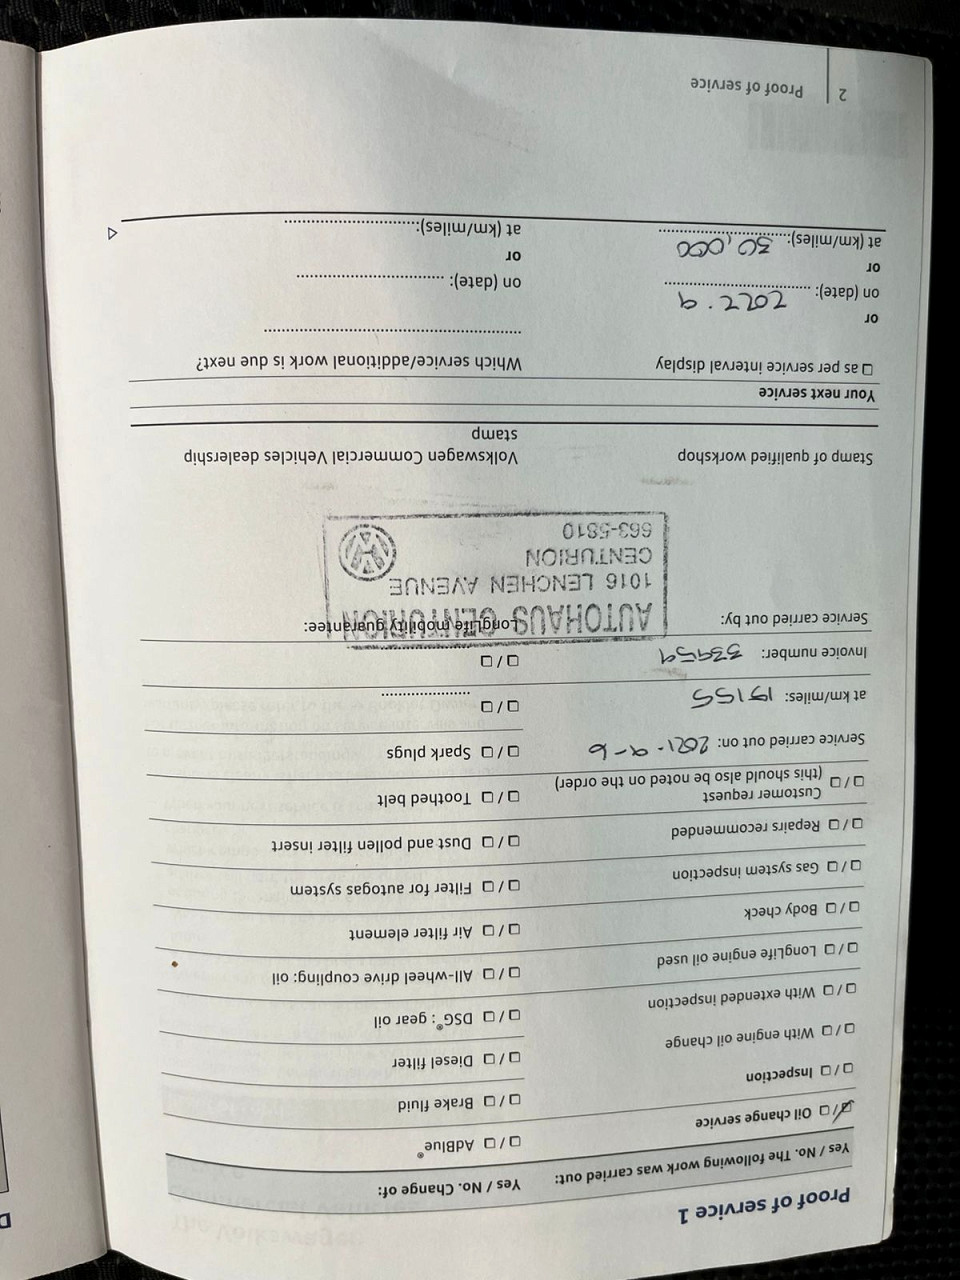 Proof of service 1
Yes / No. The following work was carried out:
☑ / ☐ Oil change service
☐ / ☐ Inspection
☐ / ☐ With engine oil change
☐ / ☐ With extended inspection
☐ / ☐ LongLife engine oil used
☐ / ☐ Body check
☐ / ☐ Gas system inspection
☐ / ☐ Repairs recommended
☐ / ☐ Customer request
(this should also be noted on the order)
Service carried out on: 2021-9-6
at km/miles: 15155
Invoice number: 33959
Service carried out by:
Yes / No. Change of:
☐ / ☐ AdBlue®
☐ / ☐ Brake fluid
☐ / ☐ Diesel filter
☐ / ☐ DSG®: gear oil
☐ / ☐ All-wheel drive coupling: oil
☐ / ☐ Air filter element
☐ / ☐ Filter for autogas system
☐ / ☐ Dust and pollen filter insert
☐ / ☐ Toothed belt
☐ / ☐ Spark plugs
☐ / ☐ ....................
☐ / ☐
LongLife mobility guarantee:
AUTOHAUS CENTURION
1016 LENCHEN AVENUE
CENTURION
663-5810
Stamp of qualified workshop
Volkswagen Commercial Vehicles dealership
stamp
Your next service
☐ as per service interval display
or
on (date): 2022.9
or
at (km/miles): 30,000
Which service/additional work is due next?
on (date):
or
at (km/miles):
2 Proof of service